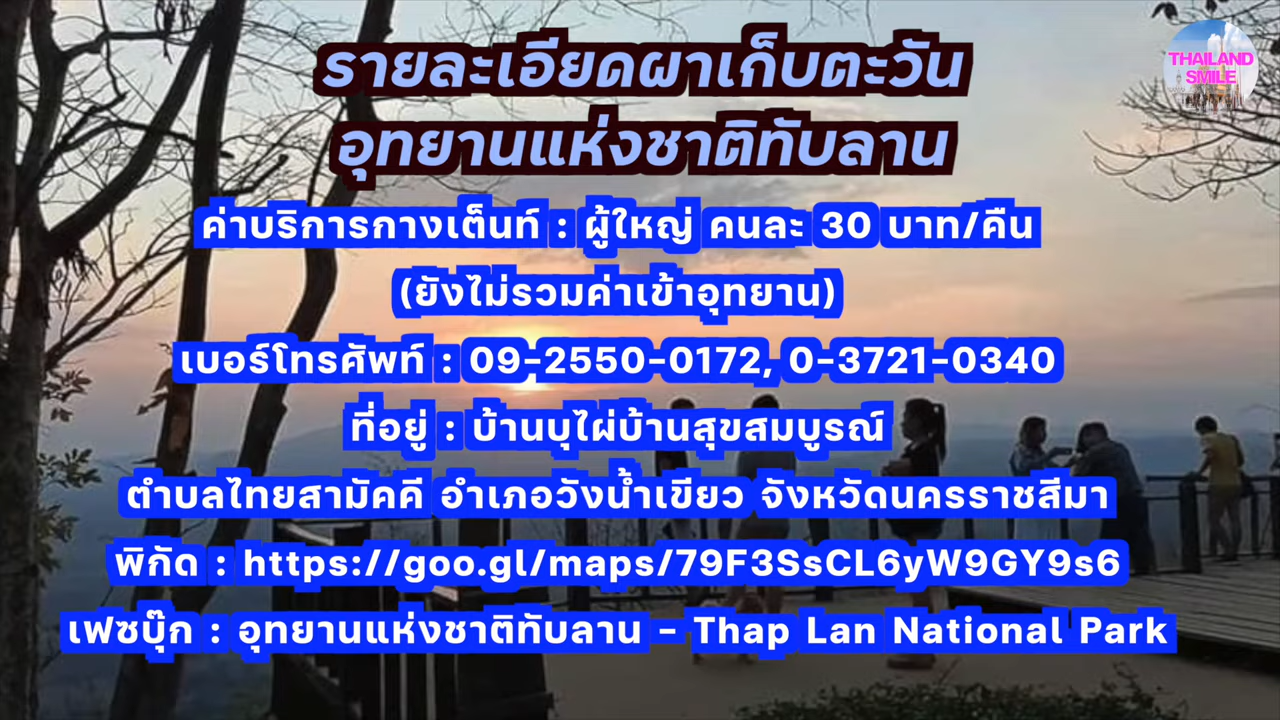 รายละเอียดผาเก็บตะวัน
อุทยานแห่งชาติทับลาน
ค่าบริการกางเต็นท์ : ผู้ใหญ่ คนละ 30 บาท/คืน
(ยังไม่รวมค่าเข้าอุทยาน)
เบอร์โทรศัพท์ : 09-2550-0172, 0-3721-0340
ที่อยู่ : บ้านบุไผ่บ้านสุขสมบูรณ์
ตำบลไทยสามัคคี อำเภอวังน้ำเขียว จังหวัดนครราชสีมา
พิกัด : https://goo.gl/maps/79F3SsCL6yW9GY9s6
เฟซบุ๊ก : อุทยานแห่งชาติทับลาน – Thap Lan National Park
THAILAND
SMILE